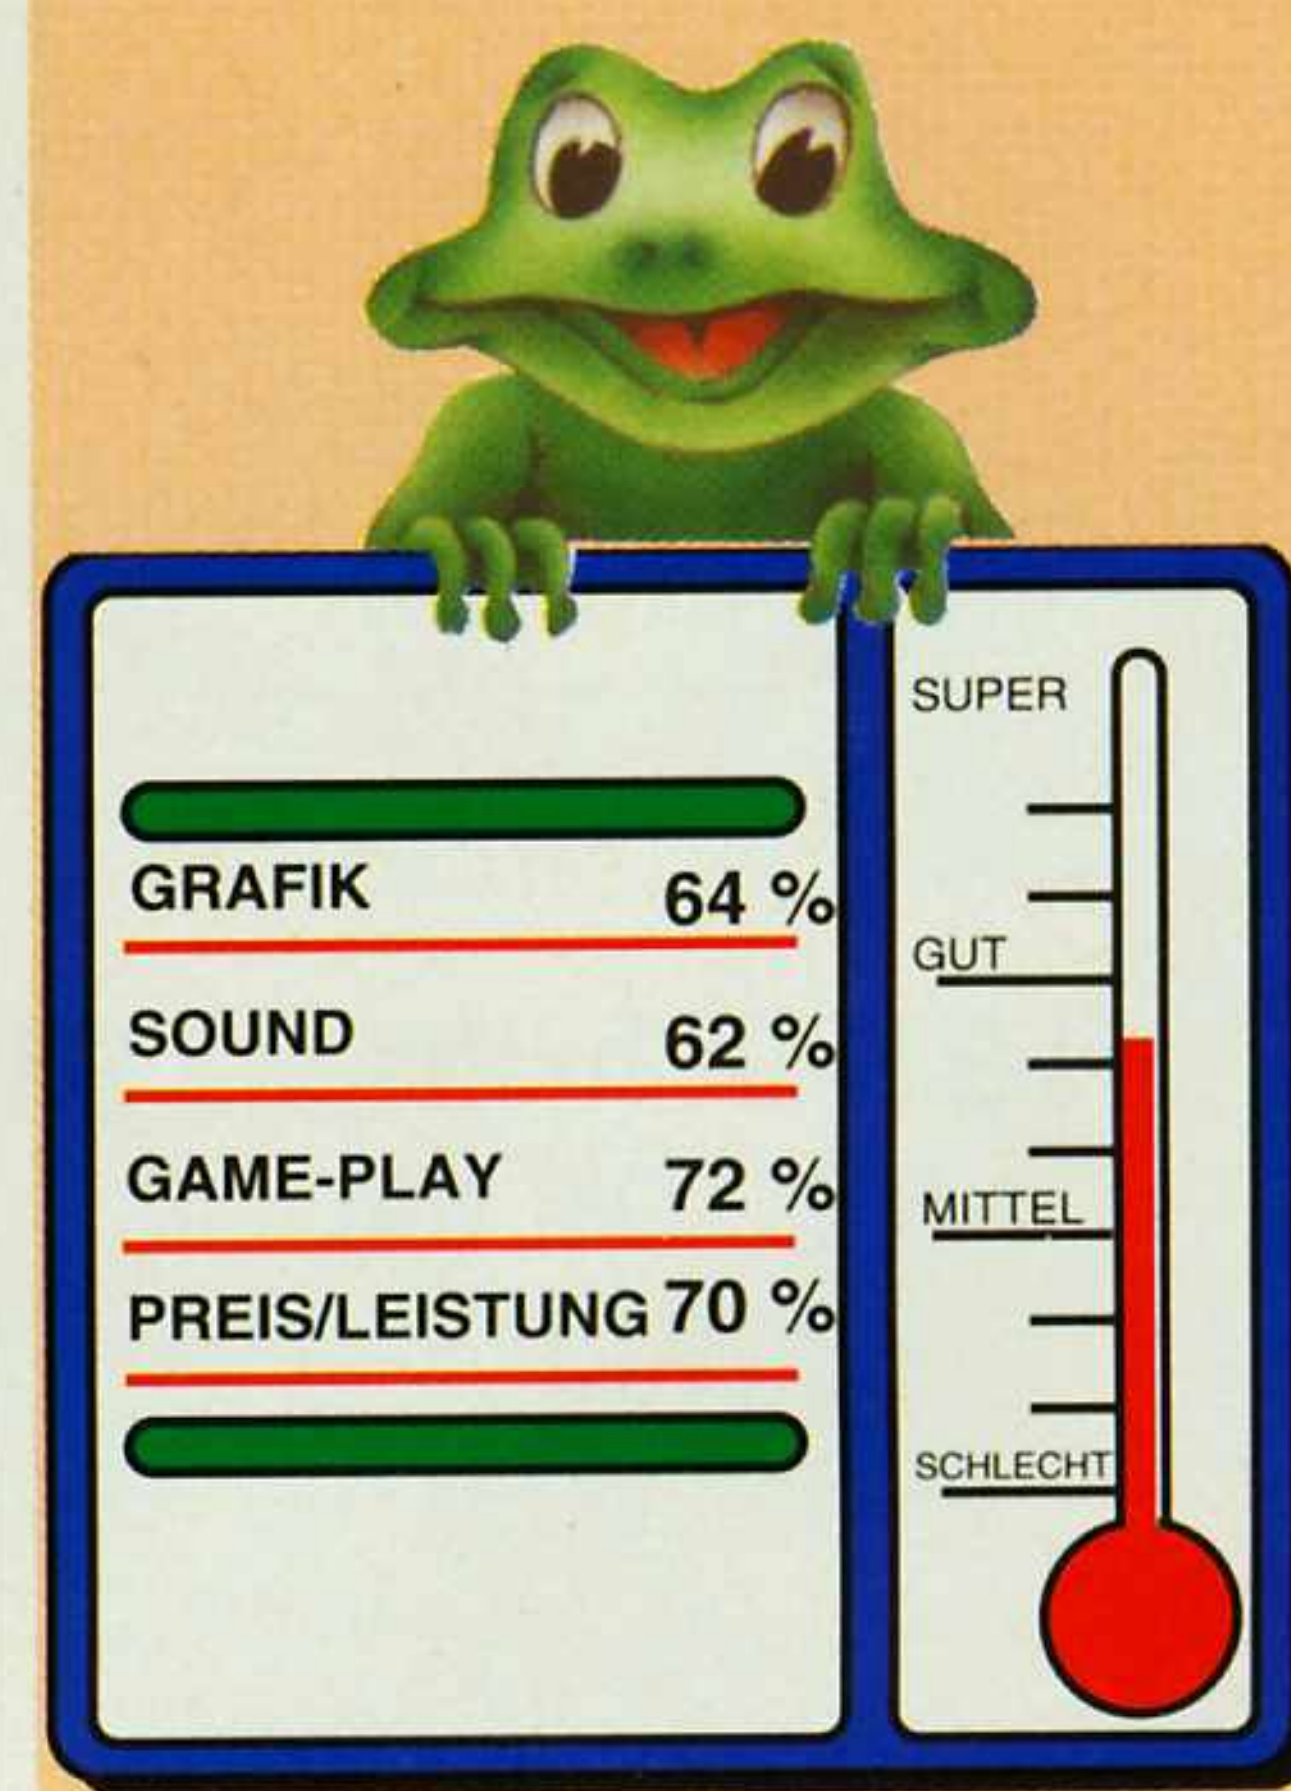 GRAFIK 64 %
SOUND 62 %
GAME-PLAY 72 %
PREIS/LEISTUNG 70 %
SUPER
GUT
MITTEL
SCHLECHT